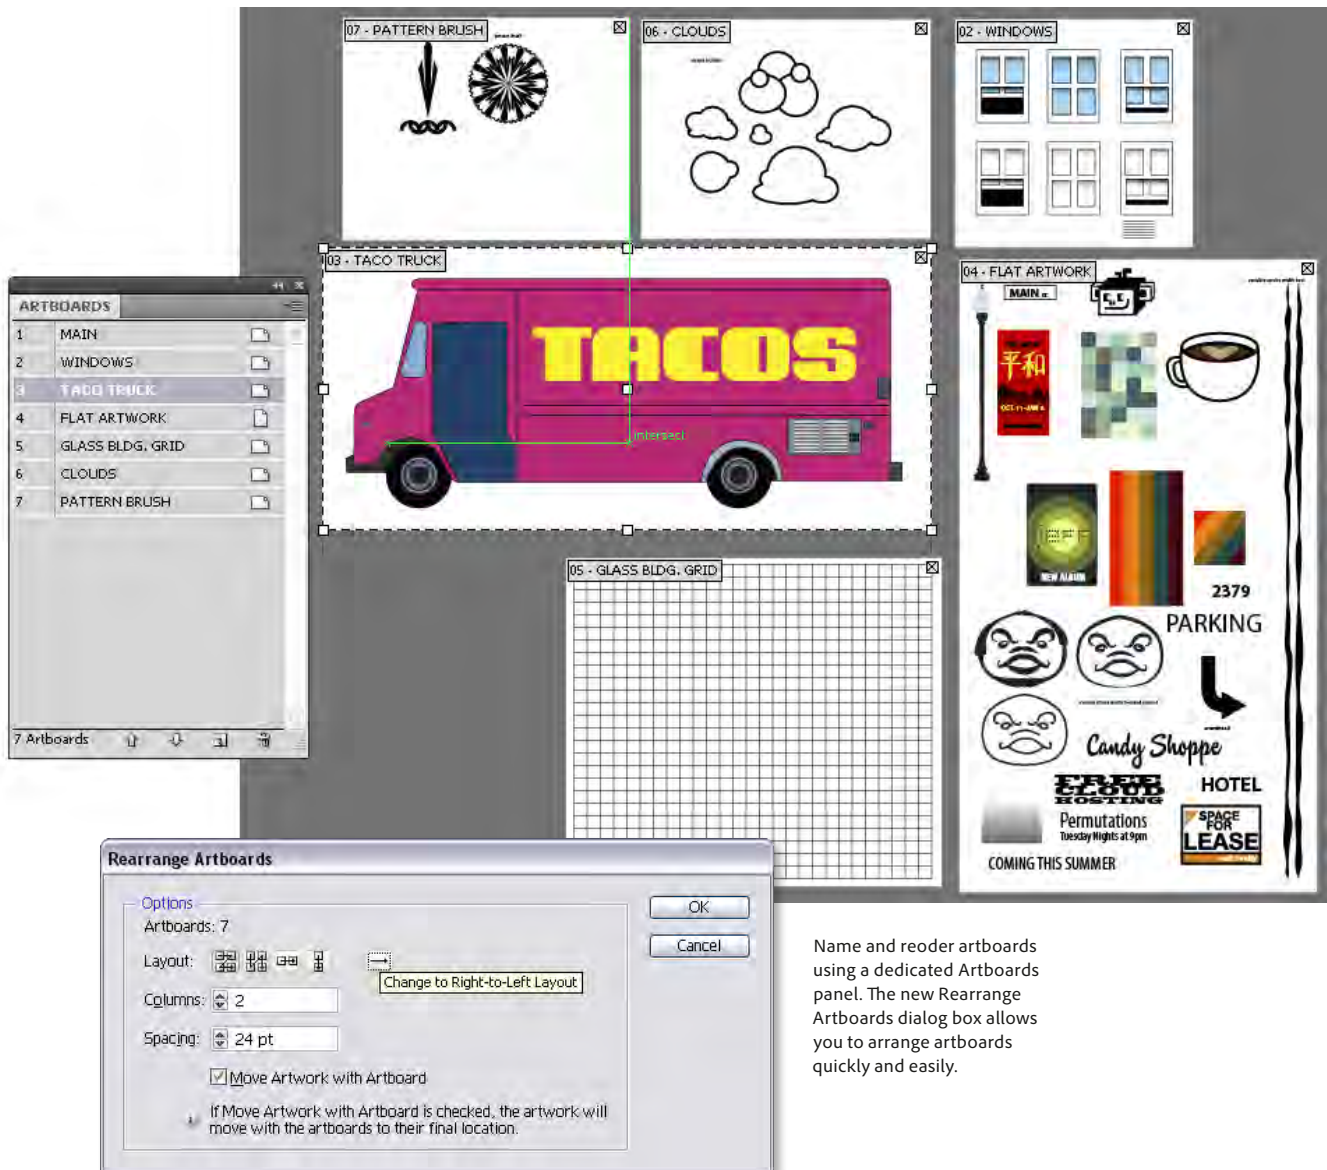 07 - PATTERN BRUSH
06 - CLOUDS
02 - WINDOWS
03 - TACO TRUCK
TACOS
intersect
04 - FLAT ARTWORK
MAIN
平和
NEW ALBUM
2379
PARKING
Candy Shoppe
FREE
CLOUD
HOSTING
HOTEL
Permutations
Tuesday Nights at 9pm
SPACE
FOR
LEASE
COMING THIS SUMMER
05 - GLASS BLDG. GRID
ARTBOARDS
1 MAIN
2 WINDOWS
3 TACO TRUCK
4 FLAT ARTWORK
5 GLASS BLDG. GRID
6 CLOUDS
7 PATTERN BRUSH
7 Artboards
Rearrange Artboards
Options
Artboards: 7
Layout:
Change to Right-to-Left Layout
Columns: 2
Spacing: 24 pt
Move Artwork with Artboard
If Move Artwork with Artboard is checked, the artwork will
move with the artboards to their final location.
OK
Cancel
Name and reoder artboards
using a dedicated Artboards
panel. The new Rearrange
Artboards dialog box allows
you to arrange artboards
quickly and easily.